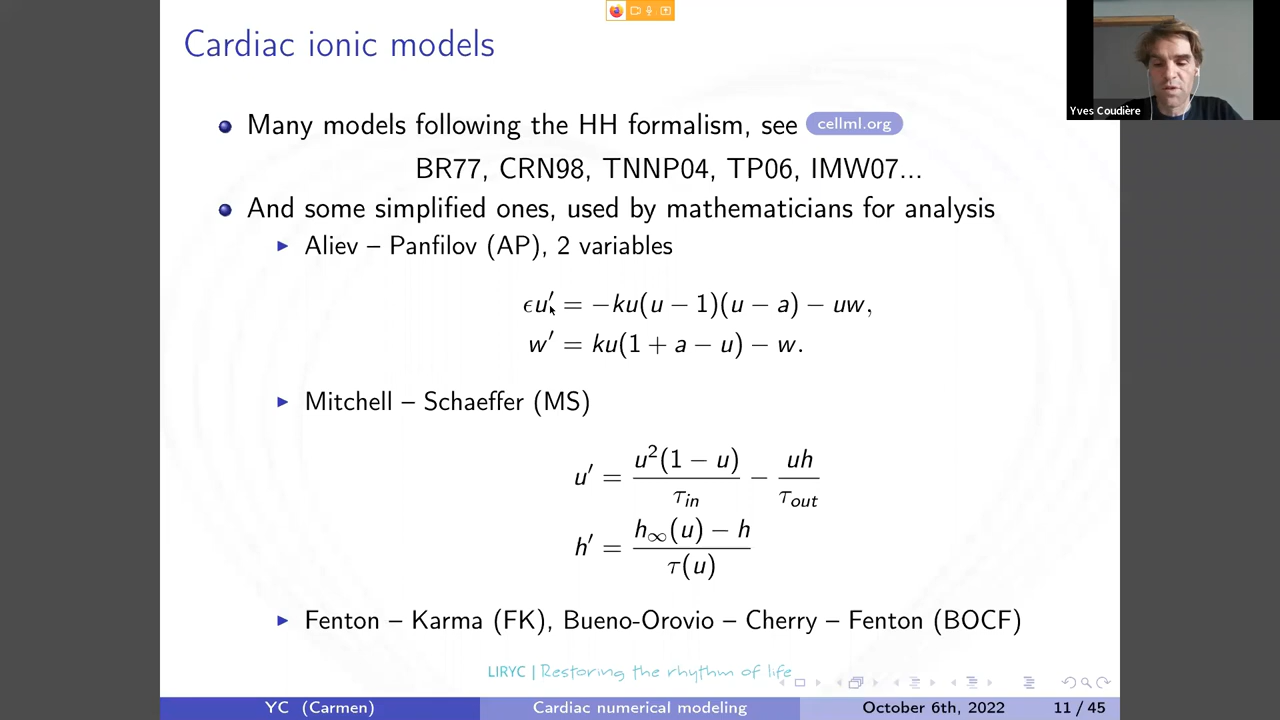 Cardiac ionic models
Yves Coudière
Many models following the HH formalism, see cellml.org
BR77, CRN98, TNNP04, TP06, IMW07...
And some simplified ones, used by mathematicians for analysis
Aliev – Panfilov (AP), 2 variables
ϵu′ = −ku(u − 1)(u − a) − uw,
w′ = ku(1 + a − u) − w.
Mitchell – Schaeffer (MS)
u′ = u²(1 − u)/τ_in − uh/τ_out
h′ = (h_∞(u) − h)/τ(u)
Fenton – Karma (FK), Bueno-Orovio – Cherry – Fenton (BOCF)
LIRYC | Restoring the rhythm of life
YC (Carmen) Cardiac numerical modeling October 6th, 2022 11 / 45